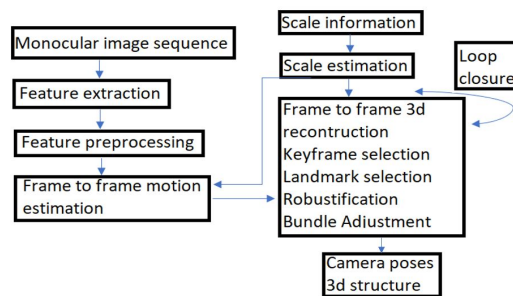 Monocular image sequence
Feature extraction
Feature preprocessing
Frame to frame motion
estimation
Scale information
Scale estimation
Loop
closure
Frame to frame 3d
recontruction
Keyframe selection
Landmark selection
Robustification
Bundle Adjustment
Camera poses
3d structure